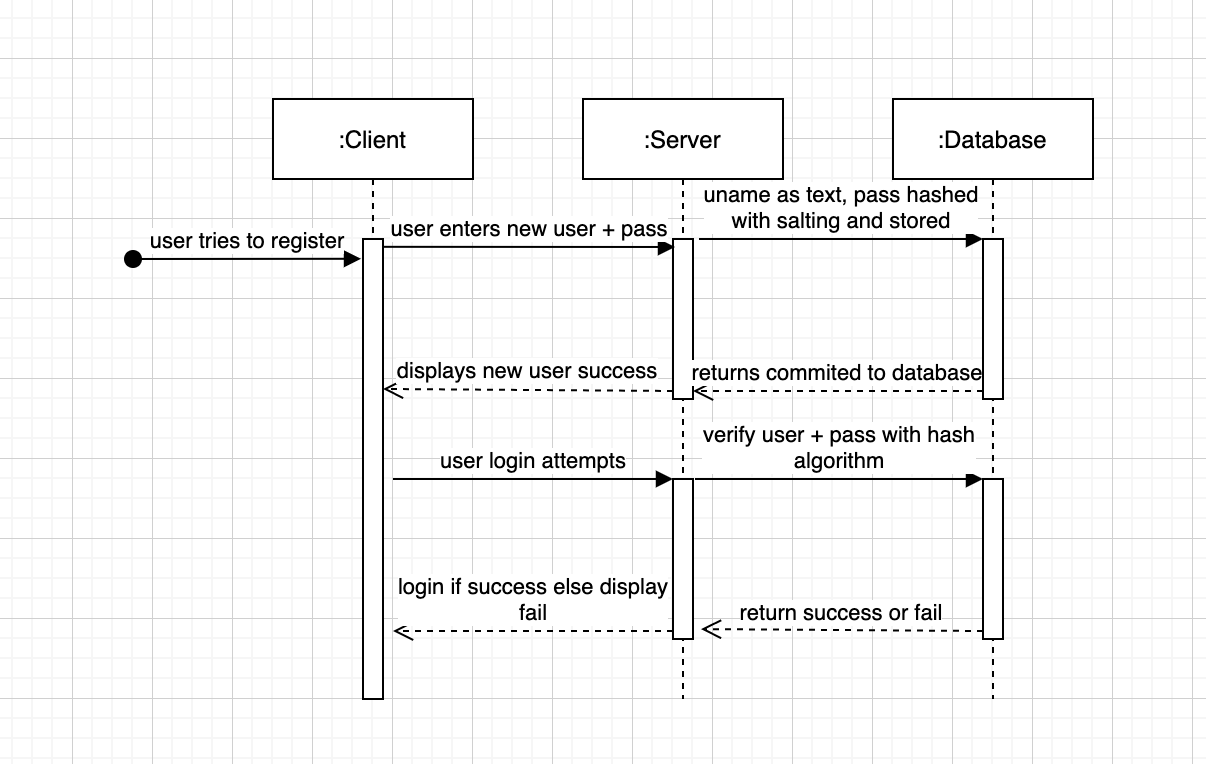 :Client
:Server
:Database
uname as text, pass hashed
with salting and stored
user tries to register
user enters new user + pass
displays new user success
returns commited to database
verify user + pass with hash
algorithm
user login attempts
login if success else display
fail
return success or fail